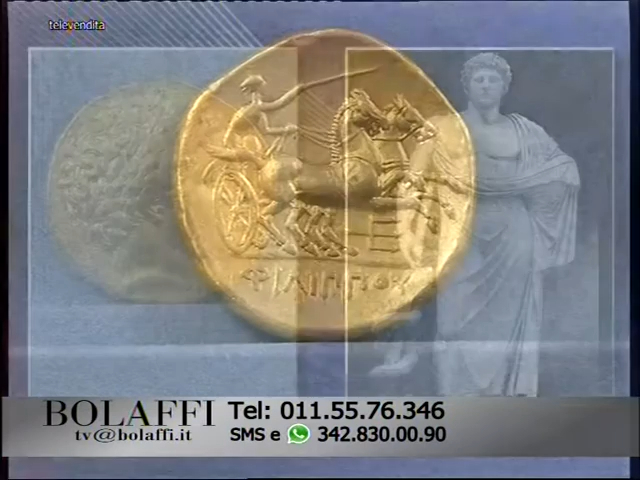 televendita
ΦΙΛΙΠΠΟΥ
BOLAFFI
tv@bolaffi.it
Tel: 011.55.76.346
SMS e 342.830.00.90